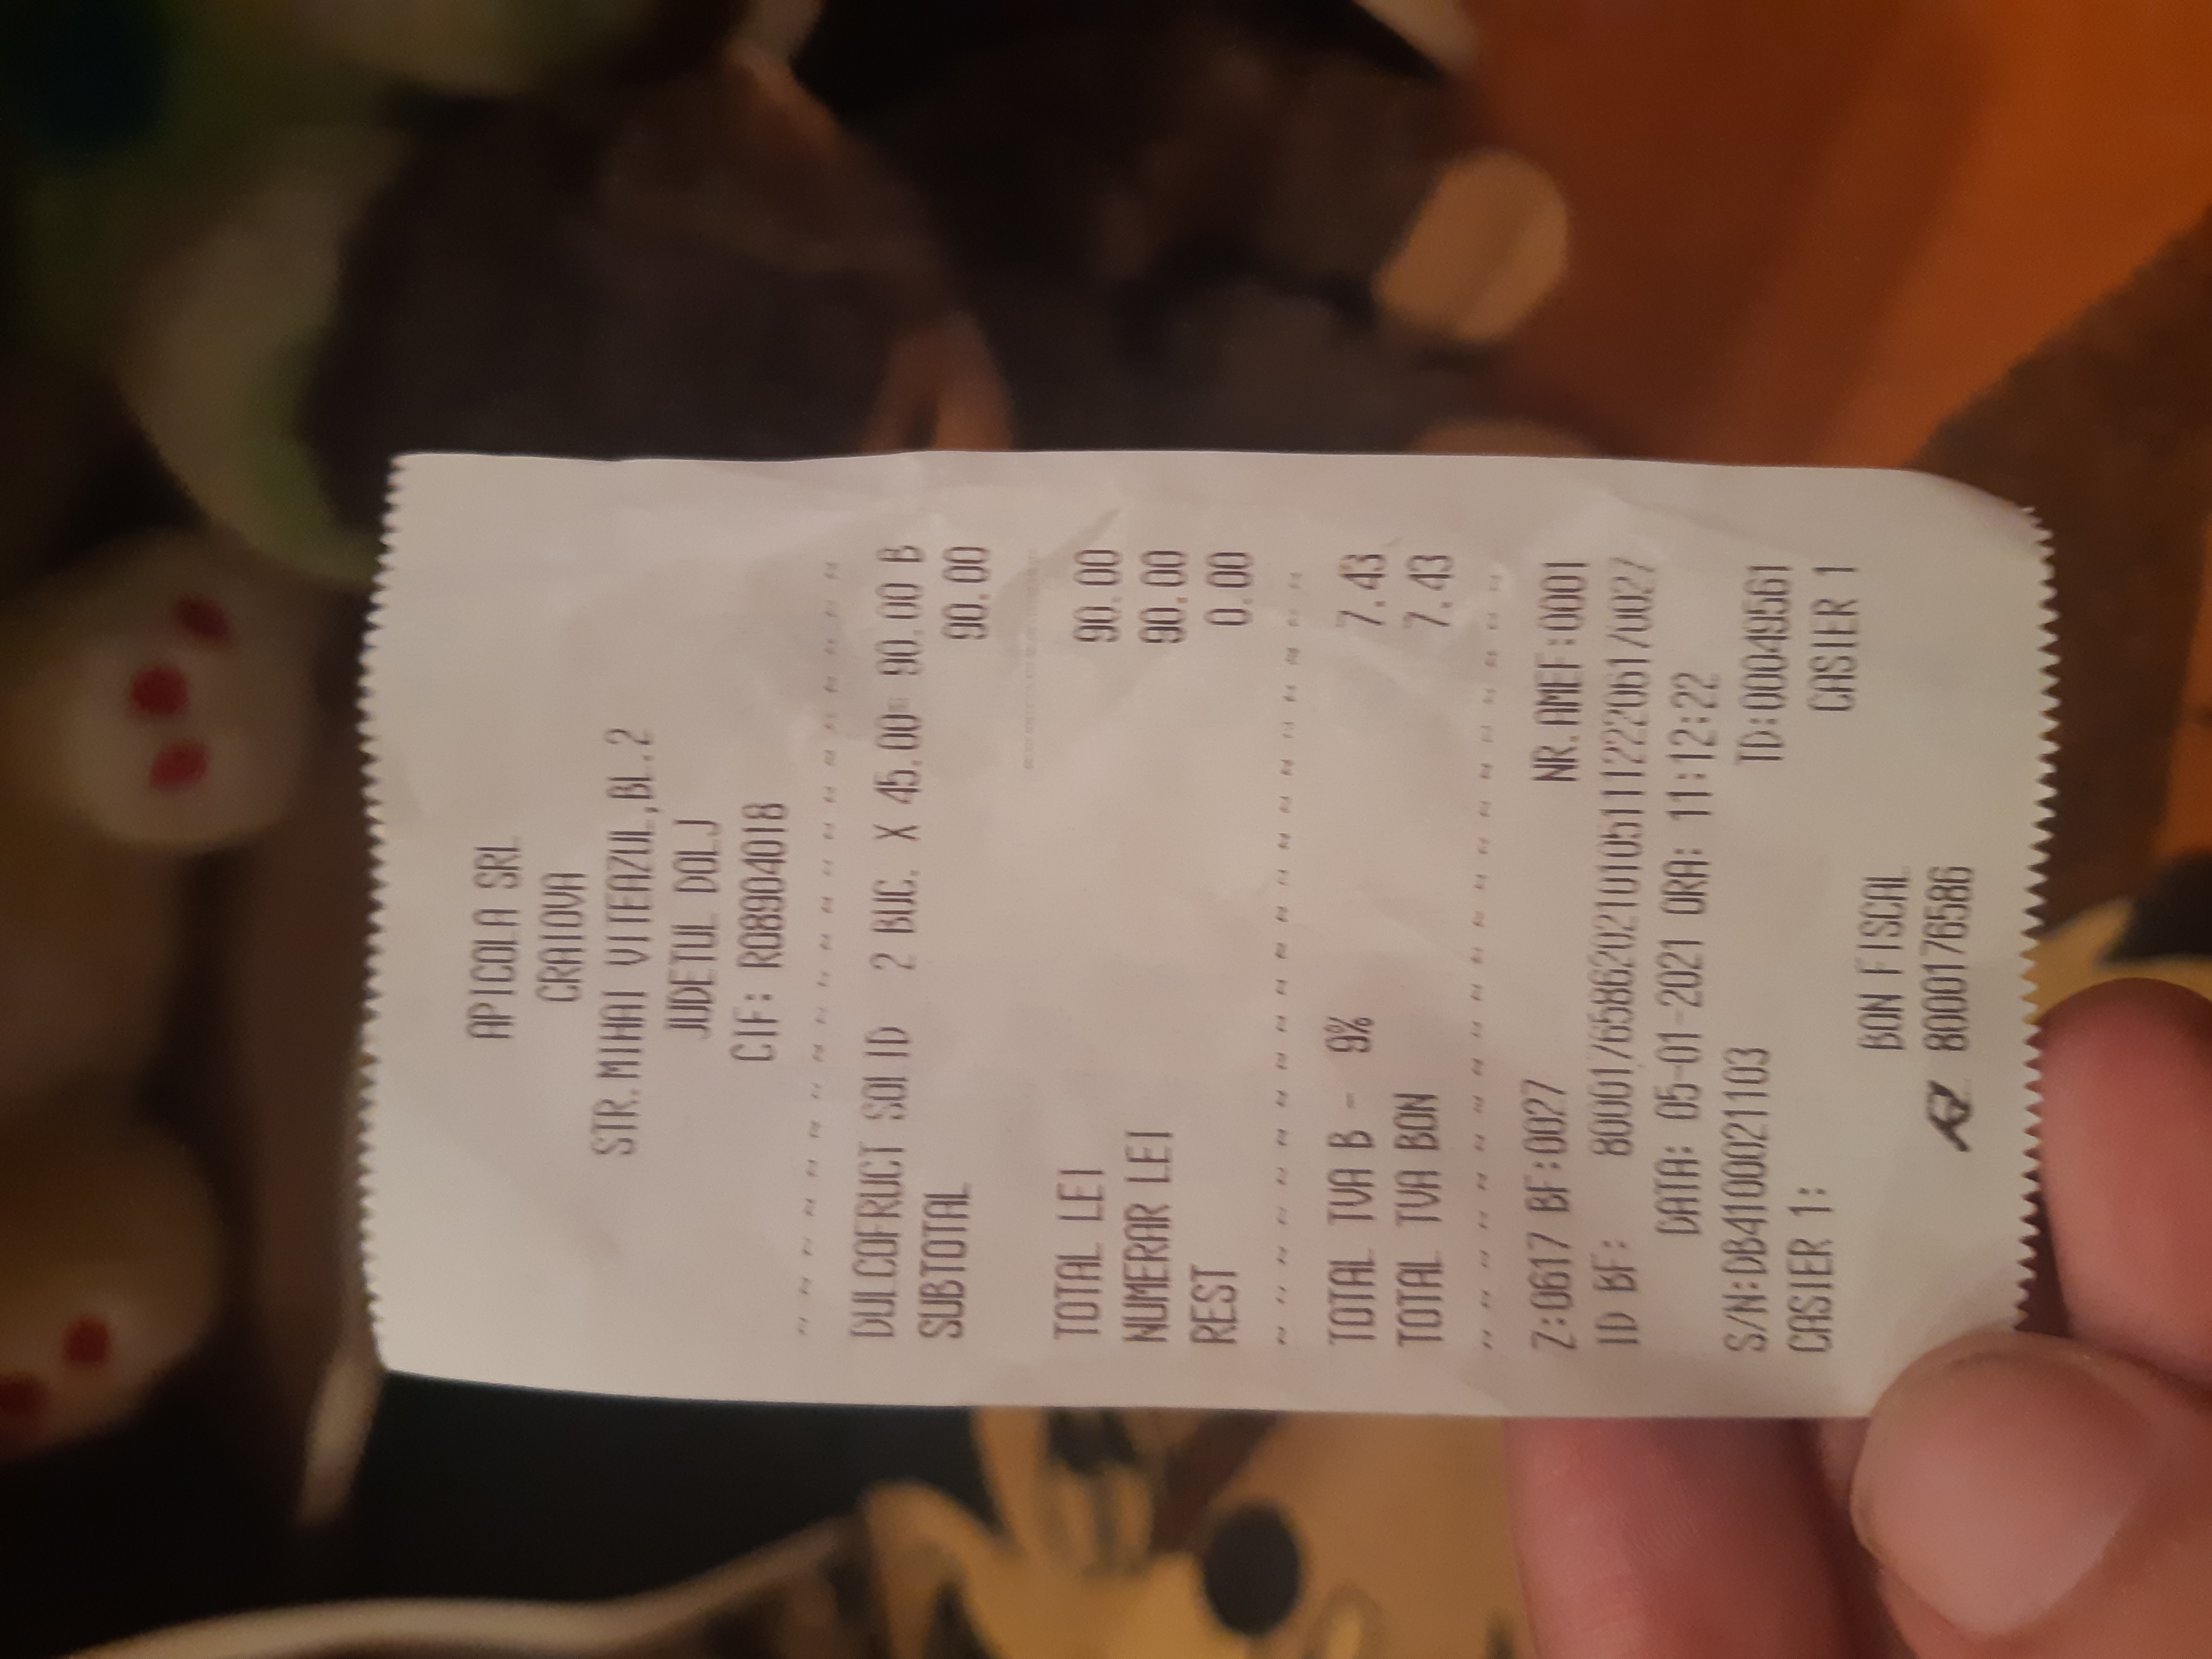 APICOLA SRL
CRAIOVA
STR.MIHAI VITEAZUL,BL.2
JUDETUL DOLJ
CIF: RO8904018
DULCOFRUCT SOLID 2 BUC. X 45.00= 90.00 B
SUBTOTAL 90.00
TOTAL LEI 90.00
NUMERAR LEI 90.00
REST 0.00
TOTAL TVA B - 9% 7.43
TOTAL TVA BON 7.43
Z:0617 BF:0027 NR.AMEF:0001
ID BF: 80001765862021010511122206170027
DATA: 05-01-2021 ORA: 11:12:22
S/N:DB4100021103 TD:00049561
CASIER 1: CASIER 1
BON FISCAL
8000176586